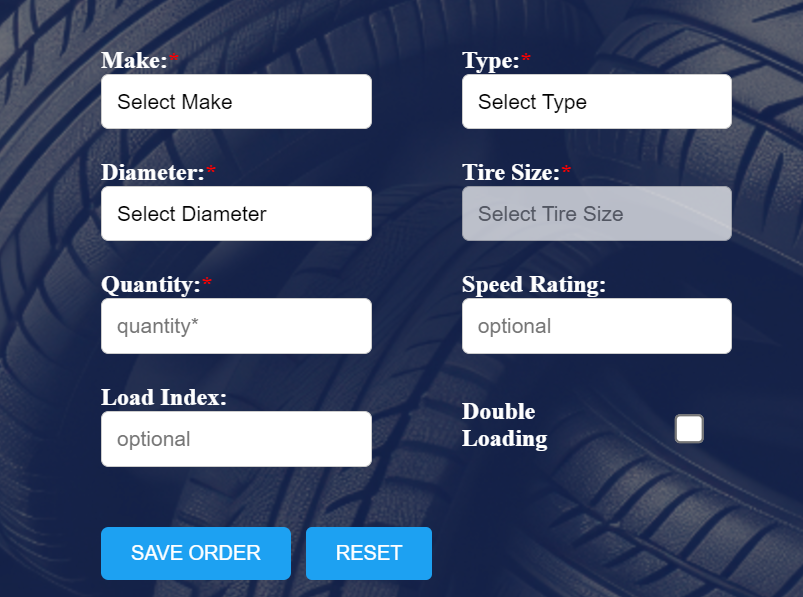 Make:* Type:*
Select Make Select Type
Diameter:* Tire Size:*
Select Diameter Select Tire Size
Quantity:* Speed Rating:
quantity* optional
Load Index:
optional
Double
Loading
SAVE ORDER RESET